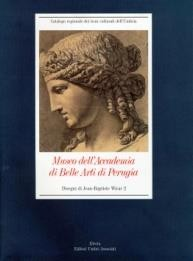 Catalogo regionale dei beni culturali dell'Umbria
Museo dell'Accademia
di Belle Arti di Perugia
Disegni di Jean-Baptiste Wicar 2
Electa
Editori Umbri Associati